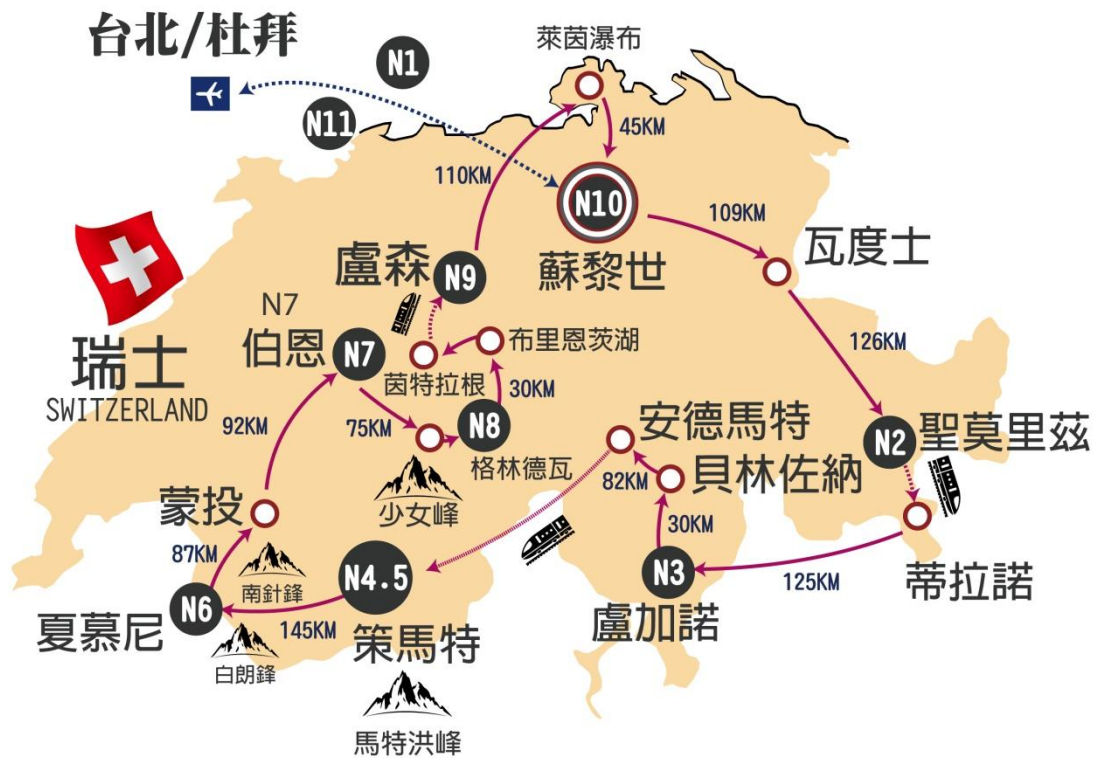 台北/杜拜
N1
N11
萊茵瀑布
45KM
110KM
N10
蘇黎世
109KM
瓦度士
126KM
盧森
N9
N7
伯恩
N7
瑞士
SWITZERLAND
布里恩茨湖
茵特拉根
30KM
92KM
75KM
N8
格林德瓦
少女峰
安德馬特
N2
聖莫里茲
82KM
貝林佐納
30KM
蒙投
87KM
南針鋒
N4.5
N3
盧加諾
125KM
蒂拉諾
N6
夏慕尼
145KM
白朗鋒
策馬特
馬特洪峰